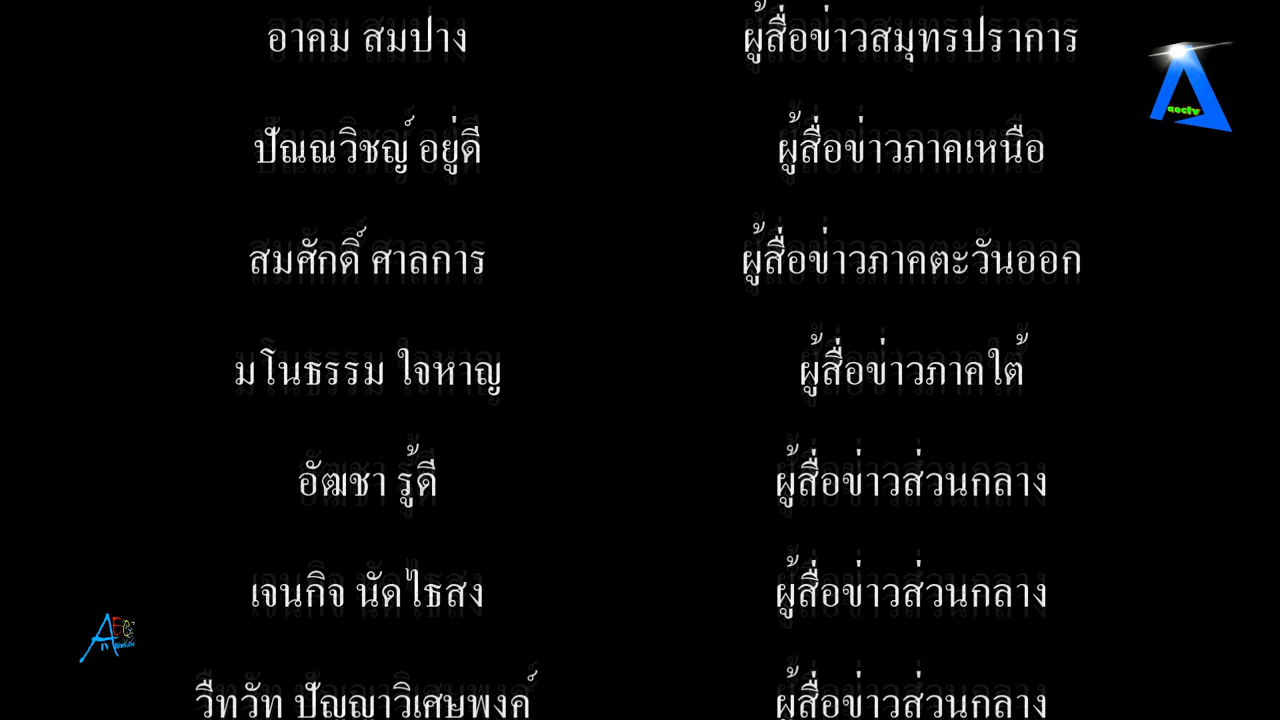 อาคม สมปาง ผู้สื่อข่าวสมุทรปราการ
ปัณณวิชญ์ อยู่ดี ผู้สื่อข่าวภาคเหนือ
สมศักดิ์ ศาลการ ผู้สื่อข่าวภาคตะวันออก
มโนธรรม ใจหาญ ผู้สื่อข่าวภาคใต้
อัฒชา รู้ดี ผู้สื่อข่าวส่วนกลาง
เจนกิจ นัดไธสง ผู้สื่อข่าวส่วนกลาง
วืทวัท ปัญญาวิเศษพงค์ ผู้สื่อข่าวส่วนกลาง